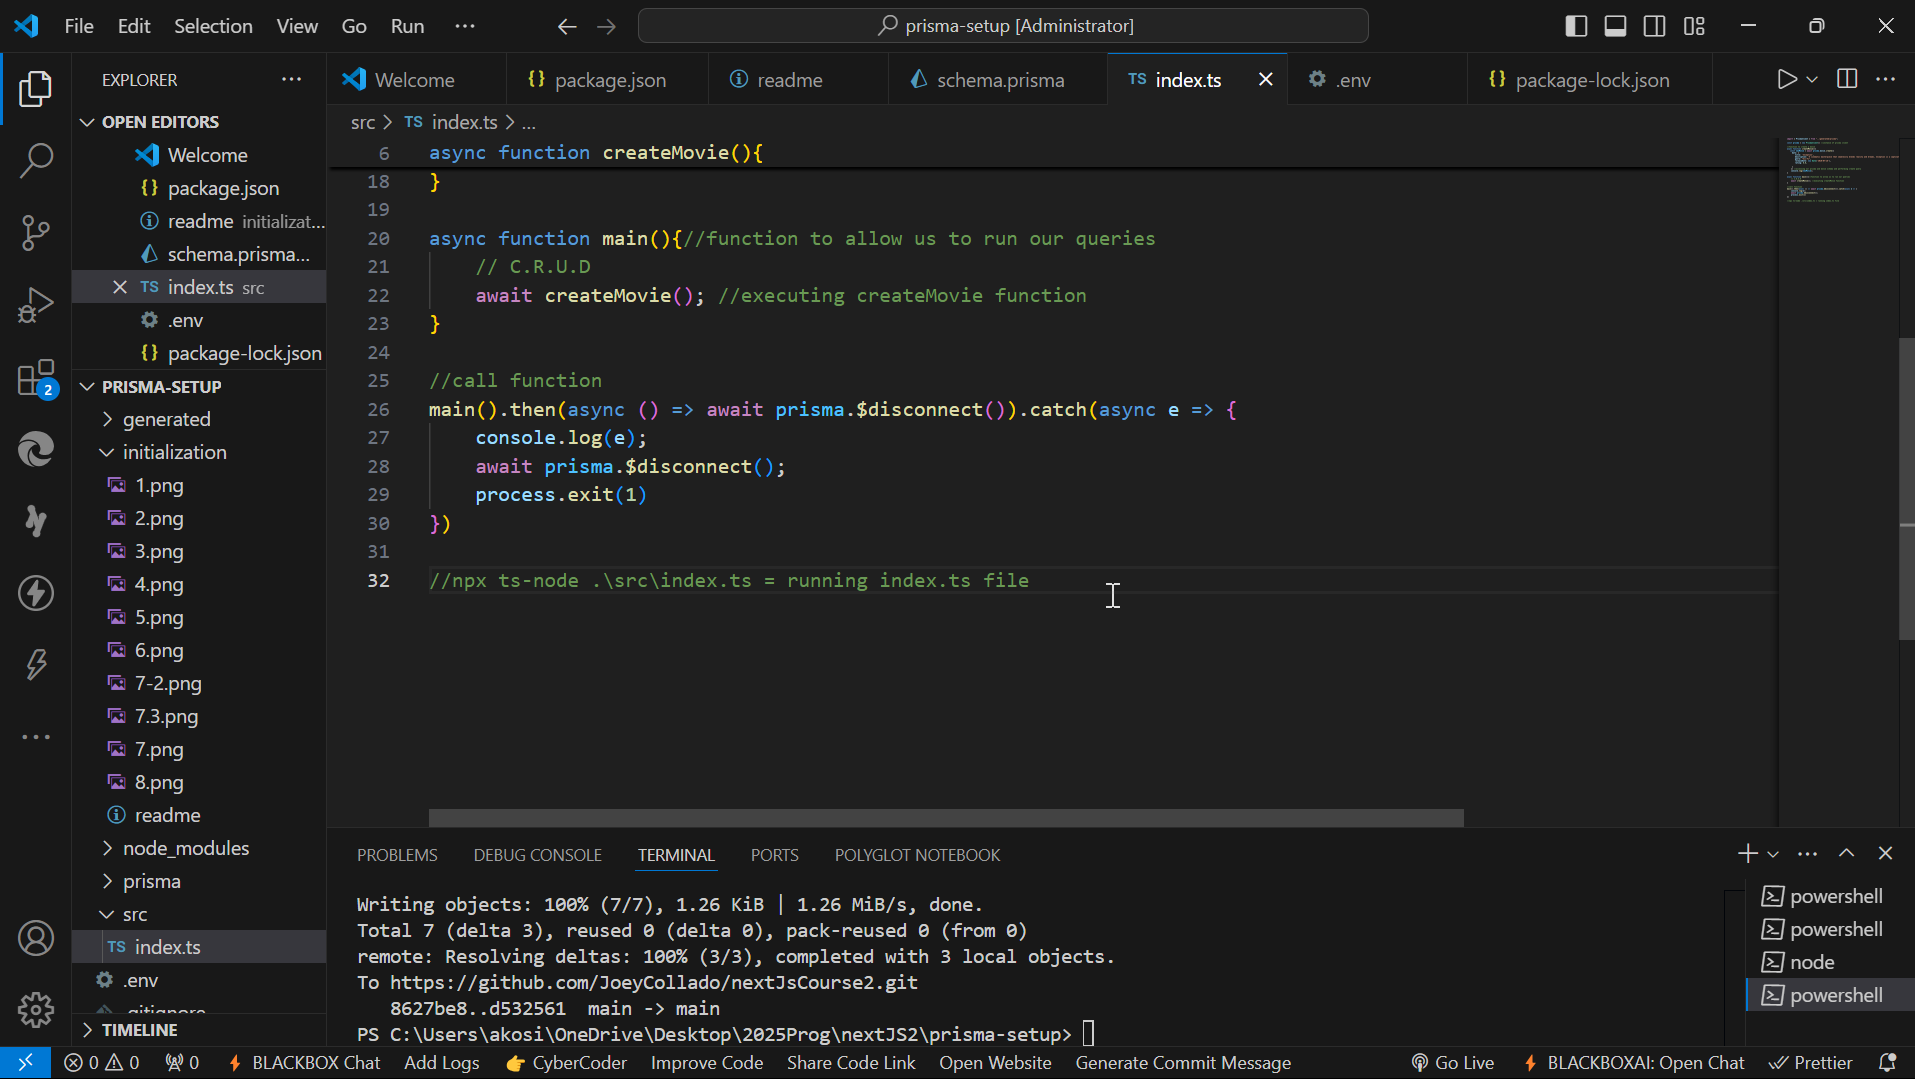 File Edit Selection View Go Run ···
prisma-setup [Administrator]
EXPLORER
OPEN EDITORS
Welcome
{} package.json
readme initializat...
schema.prisma...
TS index.ts src
.env
{} package-lock.json
PRISMA-SETUP
generated
initialization
1.png
2.png
3.png
4.png
5.png
6.png
7-2.png
7.3.png
7.png
8.png
readme
node_modules
prisma
src
TS index.ts
.env
.gitignore
TIMELINE
2
Welcome {} package.json readme schema.prisma TS index.ts .env {} package-lock.json
src > TS index.ts > ...
6 async function createMovie(){
18 }
19
20 async function main(){//function to allow us to run our queries
21 // C.R.U.D
22 await createMovie(); //executing createMovie function
23 }
24
25 //call function
26 main().then(async () => await prisma.$disconnect()).catch(async e => {
27 console.log(e);
28 await prisma.$disconnect();
29 process.exit(1)
30 })
31
32 //npx ts-node .\src\index.ts = running index.ts file
PROBLEMS DEBUG CONSOLE TERMINAL PORTS POLYGLOT NOTEBOOK
Writing objects: 100% (7/7), 1.26 KiB | 1.26 MiB/s, done.
Total 7 (delta 3), reused 0 (delta 0), pack-reused 0 (from 0)
remote: Resolving deltas: 100% (3/3), completed with 3 local objects.
To https://github.com/JoeyCollado/nextJsCourse2.git
8627be8..d532561 main -> main
PS C:\Users\akosi\OneDrive\Desktop\2025Prog\nextJS2\prisma-setup>
powershell
powershell
node
powershell
0 0 0 BLACKBOX Chat Add Logs CyberCoder Improve Code Share Code Link Open Website Generate Commit Message Go Live BLACKBOXAI: Open Chat Prettier